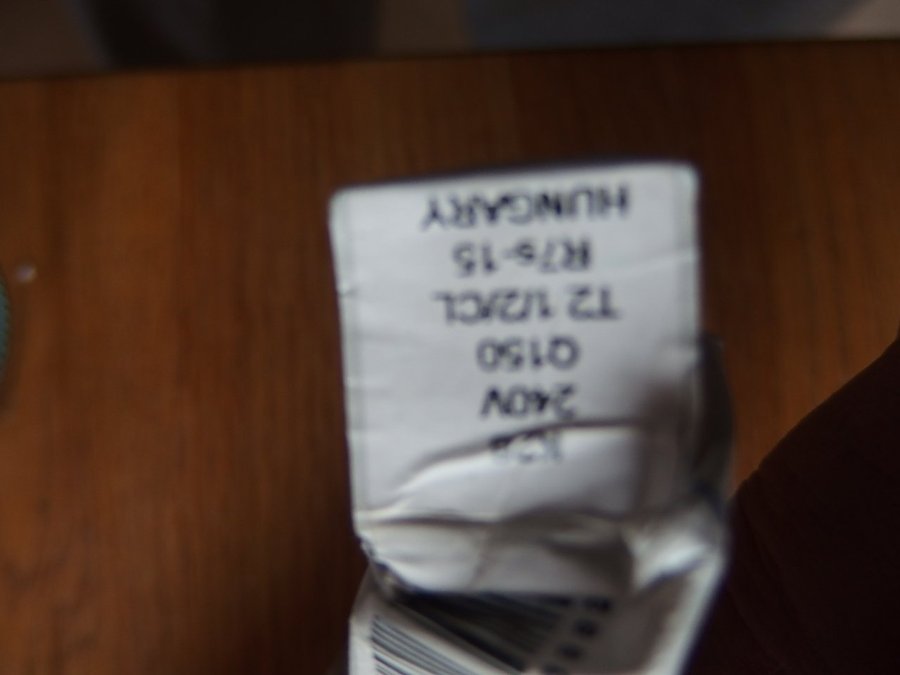 240V
Q150
T2 1/2/CL
R7s-15
HUNGARY